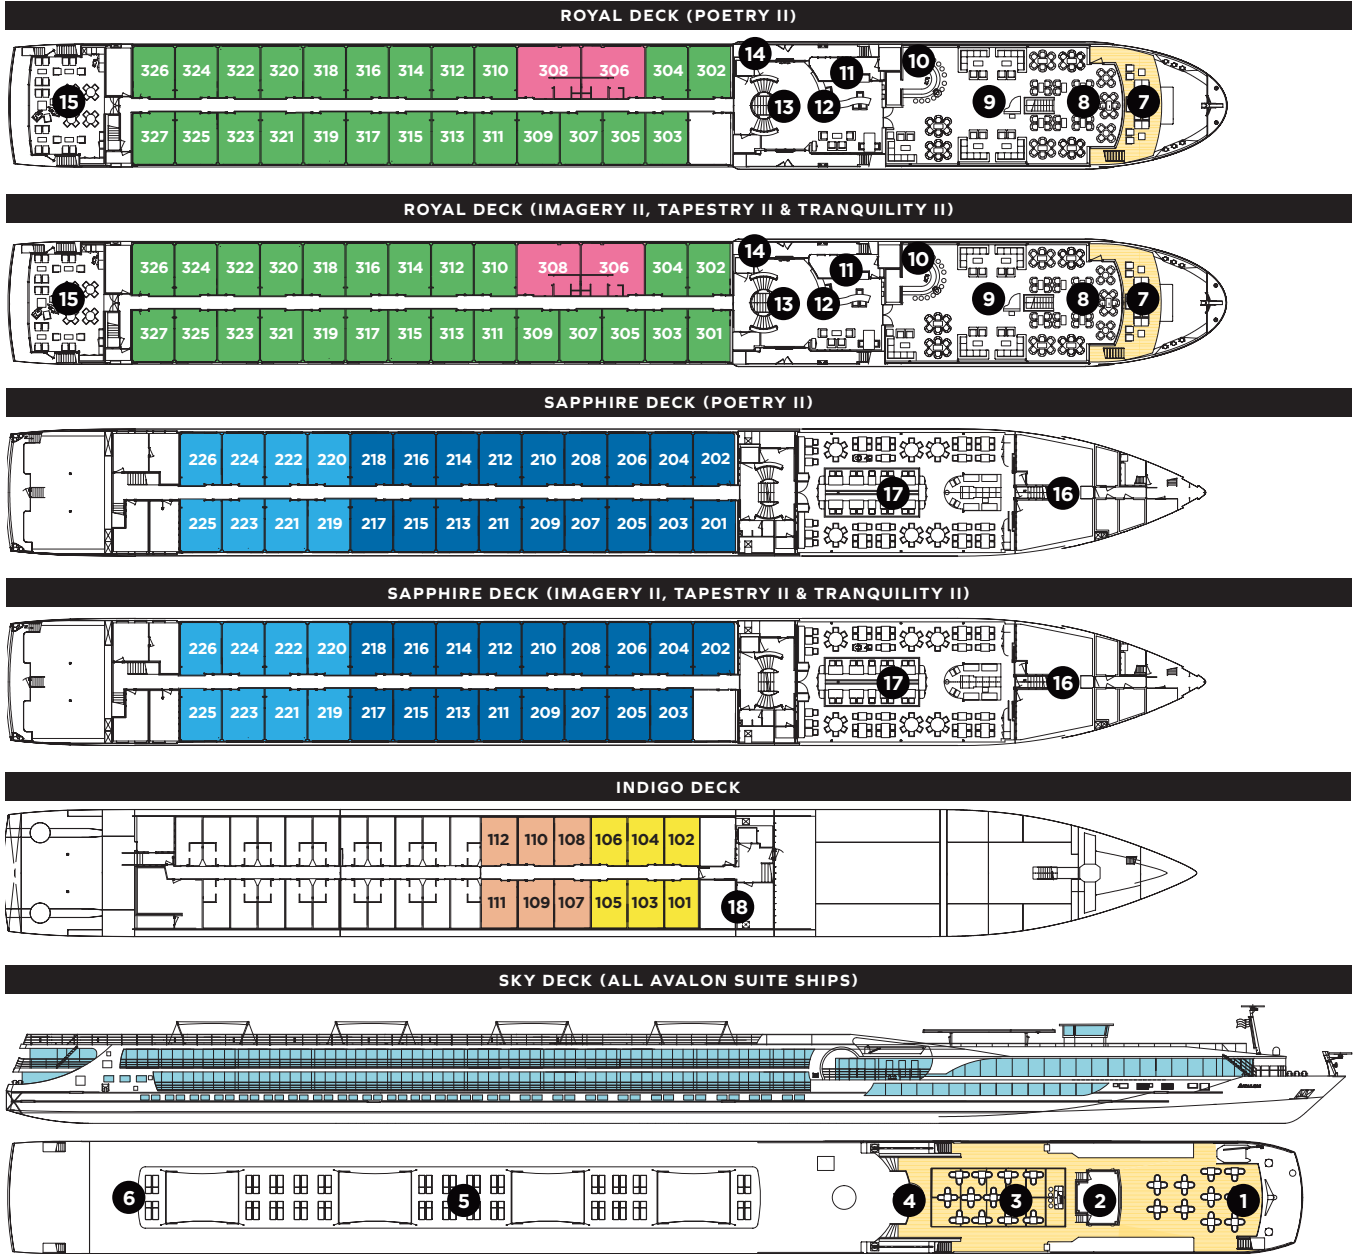 ROYAL DECK (POETRY II)
14
326 324 322 320 318 316 314 312 310 308 306 304 302
11 10
15 13 12 9 8 7
327 325 323 321 319 317 315 313 311 309 307 305 303
ROYAL DECK (IMAGERY II, TAPESTRY II & TRANQUILITY II)
14
326 324 322 320 318 316 314 312 310 308 306 304 302
11 10
15 13 12 9 8 7
327 325 323 321 319 317 315 313 311 309 307 305 303 301
SAPPHIRE DECK (POETRY II)
226 224 222 220 218 216 214 212 210 208 206 204 202
17 16
225 223 221 219 217 215 213 211 209 207 205 203 201
SAPPHIRE DECK (IMAGERY II, TAPESTRY II & TRANQUILITY II)
226 224 222 220 218 216 214 212 210 208 206 204 202
17 16
225 223 221 219 217 215 213 211 209 207 205 203
INDIGO DECK
112 110 108 106 104 102
111 109 107 105 103 101
18
SKY DECK (ALL AVALON SUITE SHIPS)
6 5 4 3 2 1